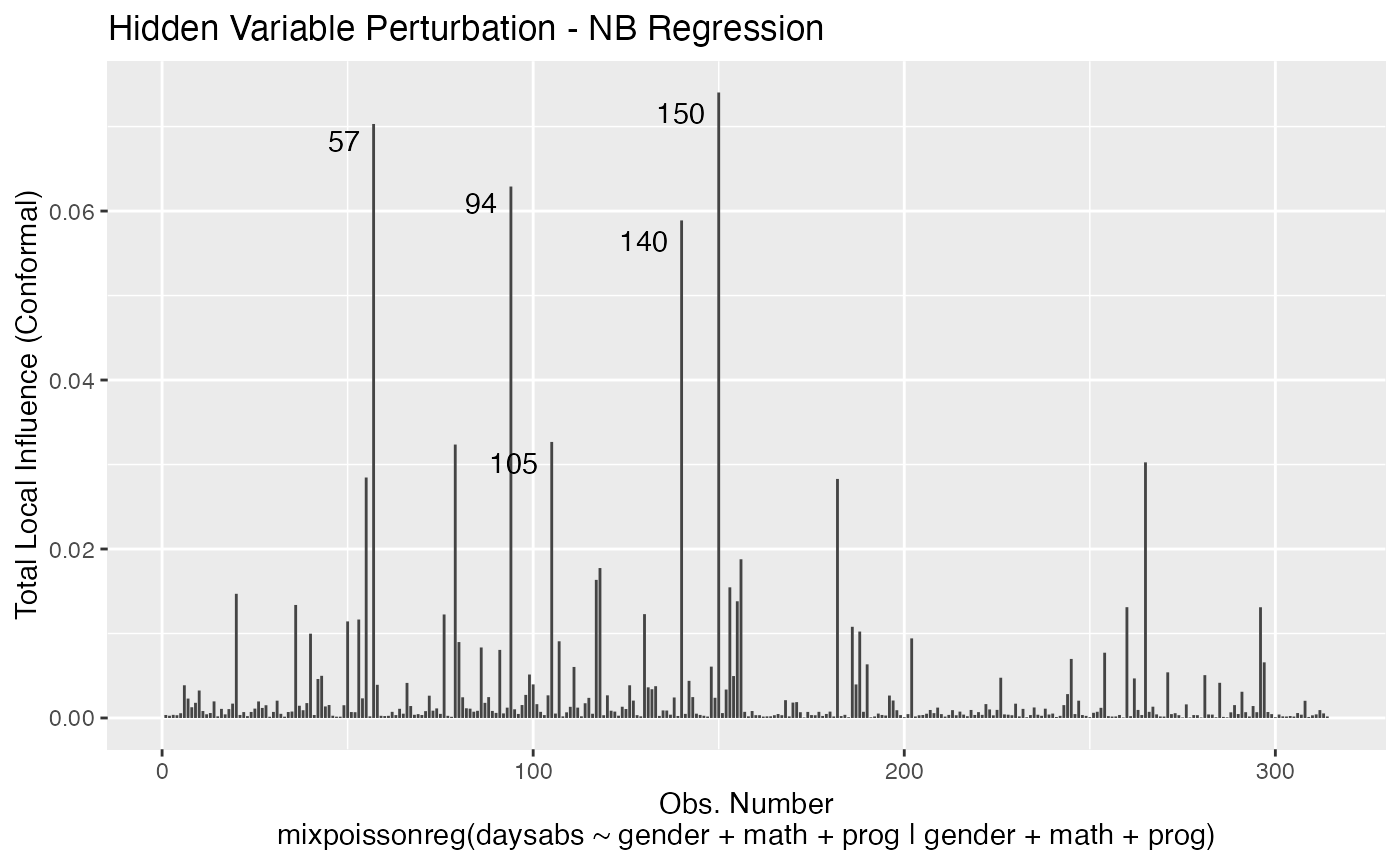 Hidden Variable Perturbation - NB Regression
150
57
94
140
105
Total Local Influence (Conformal)
0.06
0.04
0.02
0.00
0 100 200 300
Obs. Number
mixpoissonreg(daysabs ~ gender + math + prog | gender + math + prog)